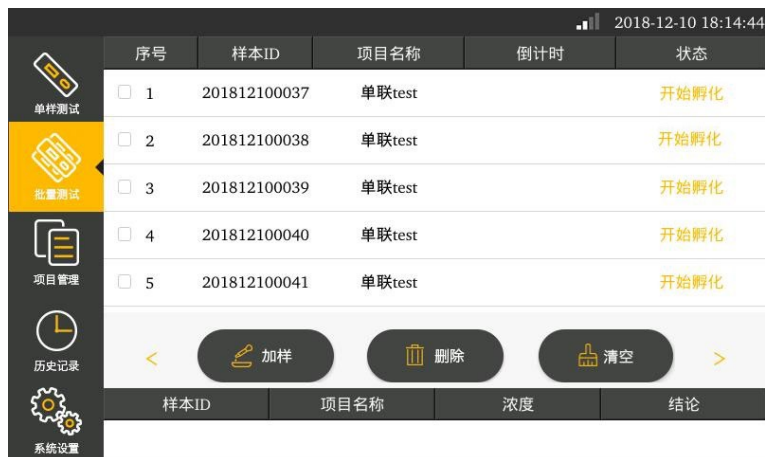 2018-12-10 18:14:44
单样测试
批量测试
项目管理
历史记录
系统设置
序号 样本ID 项目名称 倒计时 状态
1 201812100037 单联test 开始孵化
2 201812100038 单联test 开始孵化
3 201812100039 单联test 开始孵化
4 201812100040 单联test 开始孵化
5 201812100041 单联test 开始孵化
< 加样 删除 清空 >
样本ID 项目名称 浓度 结论